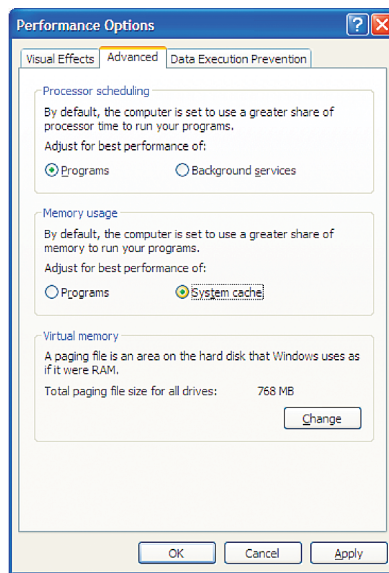 Performance Options
Visual Effects Advanced Data Execution Prevention
Processor scheduling
By default, the computer is set to use a greater share of
processor time to run your programs.
Adjust for best performance of:
Programs Background services
Memory usage
By default, the computer is set to use a greater share of
memory to run your programs.
Adjust for best performance of:
Programs System cache
Virtual memory
A paging file is an area on the hard disk that Windows uses as
if it were RAM.
Total paging file size for all drives: 768 MB
Change
OK Cancel Apply